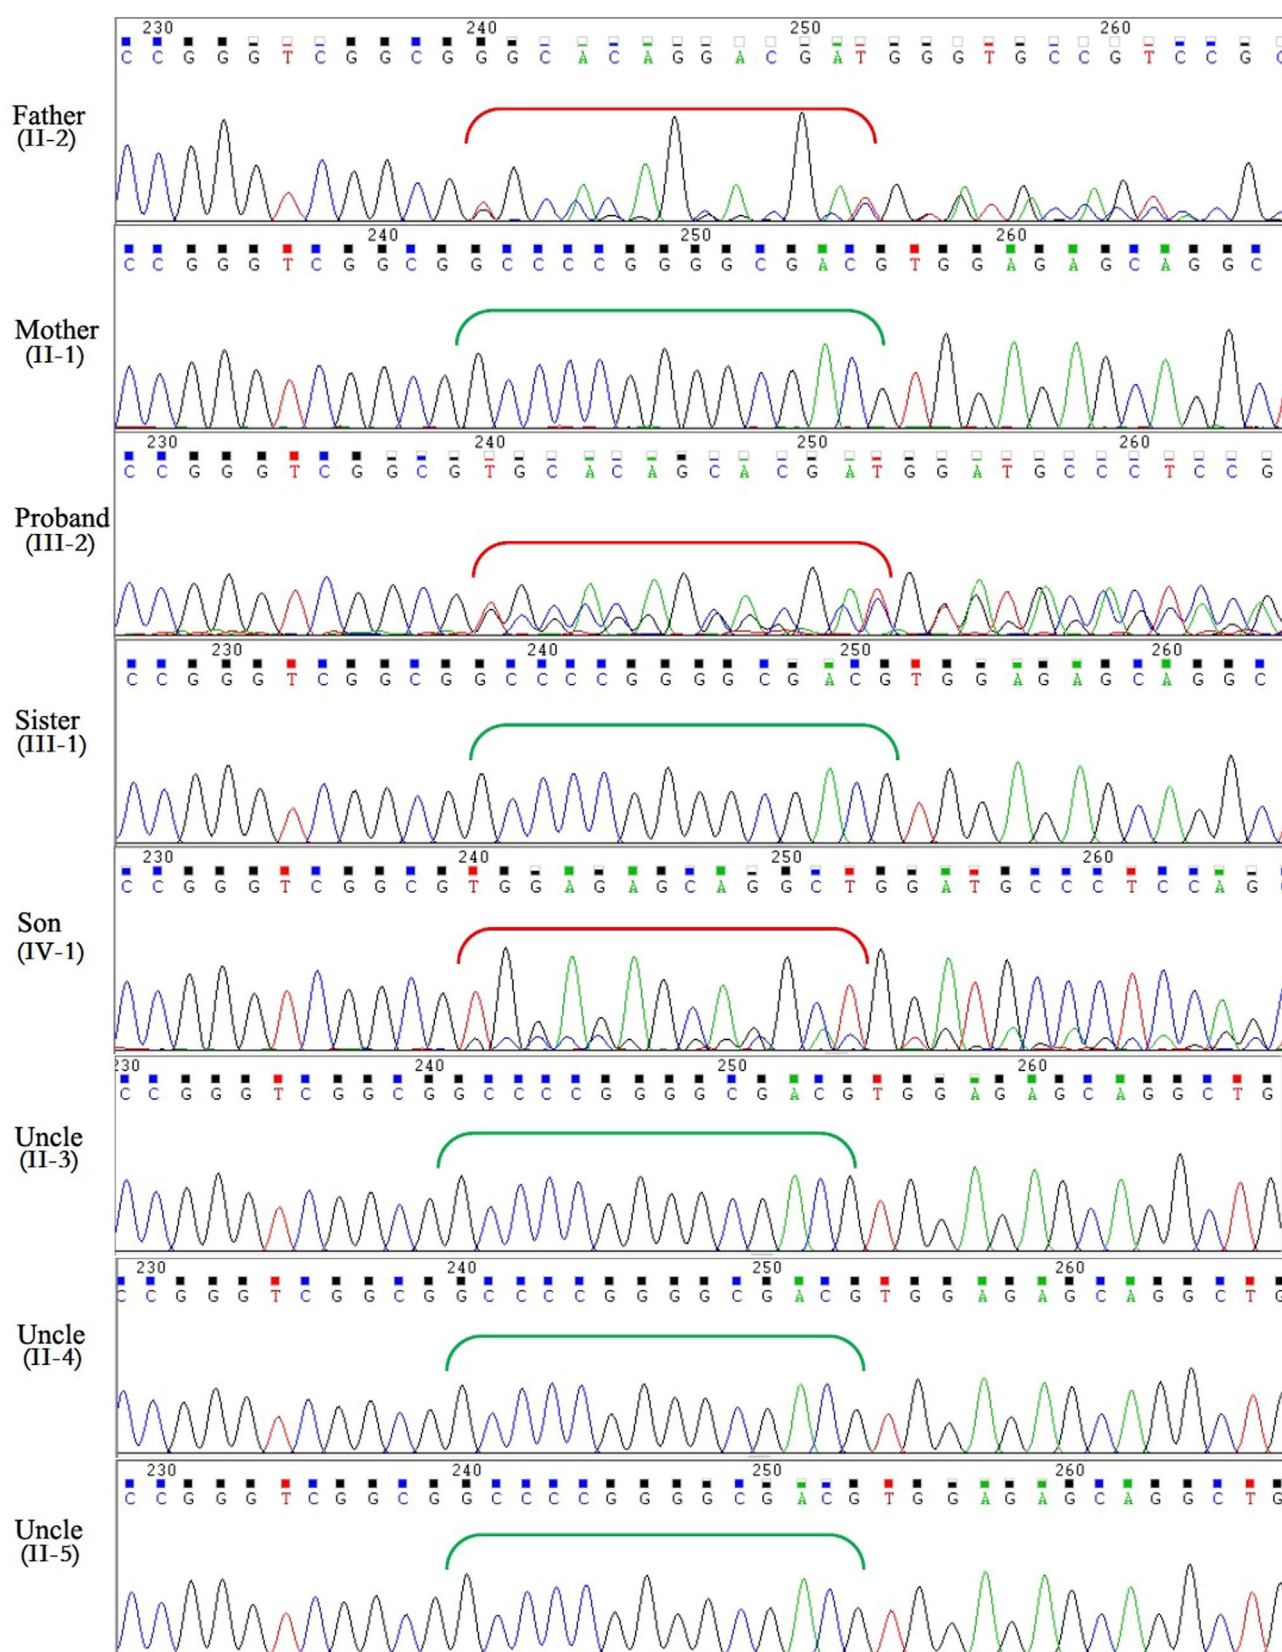 230 240 250 260
C C G G G T C G G C G G G C A C A G G A C G A T G G G T G C C G T C C G C
Father
(II-2)
240 250 260
C C G G G T C G G C G G C C C C G G G G C G A C G T G G A G A G C A G G C
Mother
(II-1)
230 240 250 260
C C G G G T C G G C G T G C A C A G C A C G A T G G A T G C C C T C C G
Proband
(III-2)
230 240 250 260
C C G G G T C G G C G G C C C C G G G G C G A C G T G G A G A G C A G G C
Sister
(III-1)
230 240 250 260
C C G G G T C G G C G T G G A G A G C A G G C T G G A T G C C C T C C A G
Son
(IV-1)
230 240 250 260
C C G G G T C G G C G G C C C C G G G G C G A C G T G G A G A G C A G G C T G
Uncle
(II-3)
230 240 250 260
C C G G G T C G G C G G C C C C G G G G C G A C G T G G A G A G C A G G C T G
Uncle
(II-4)
230 240 250 260
C C G G G T C G G C G G C C C C G G G G C G A C G T G G A G A G C A G G C T G
Uncle
(II-5)